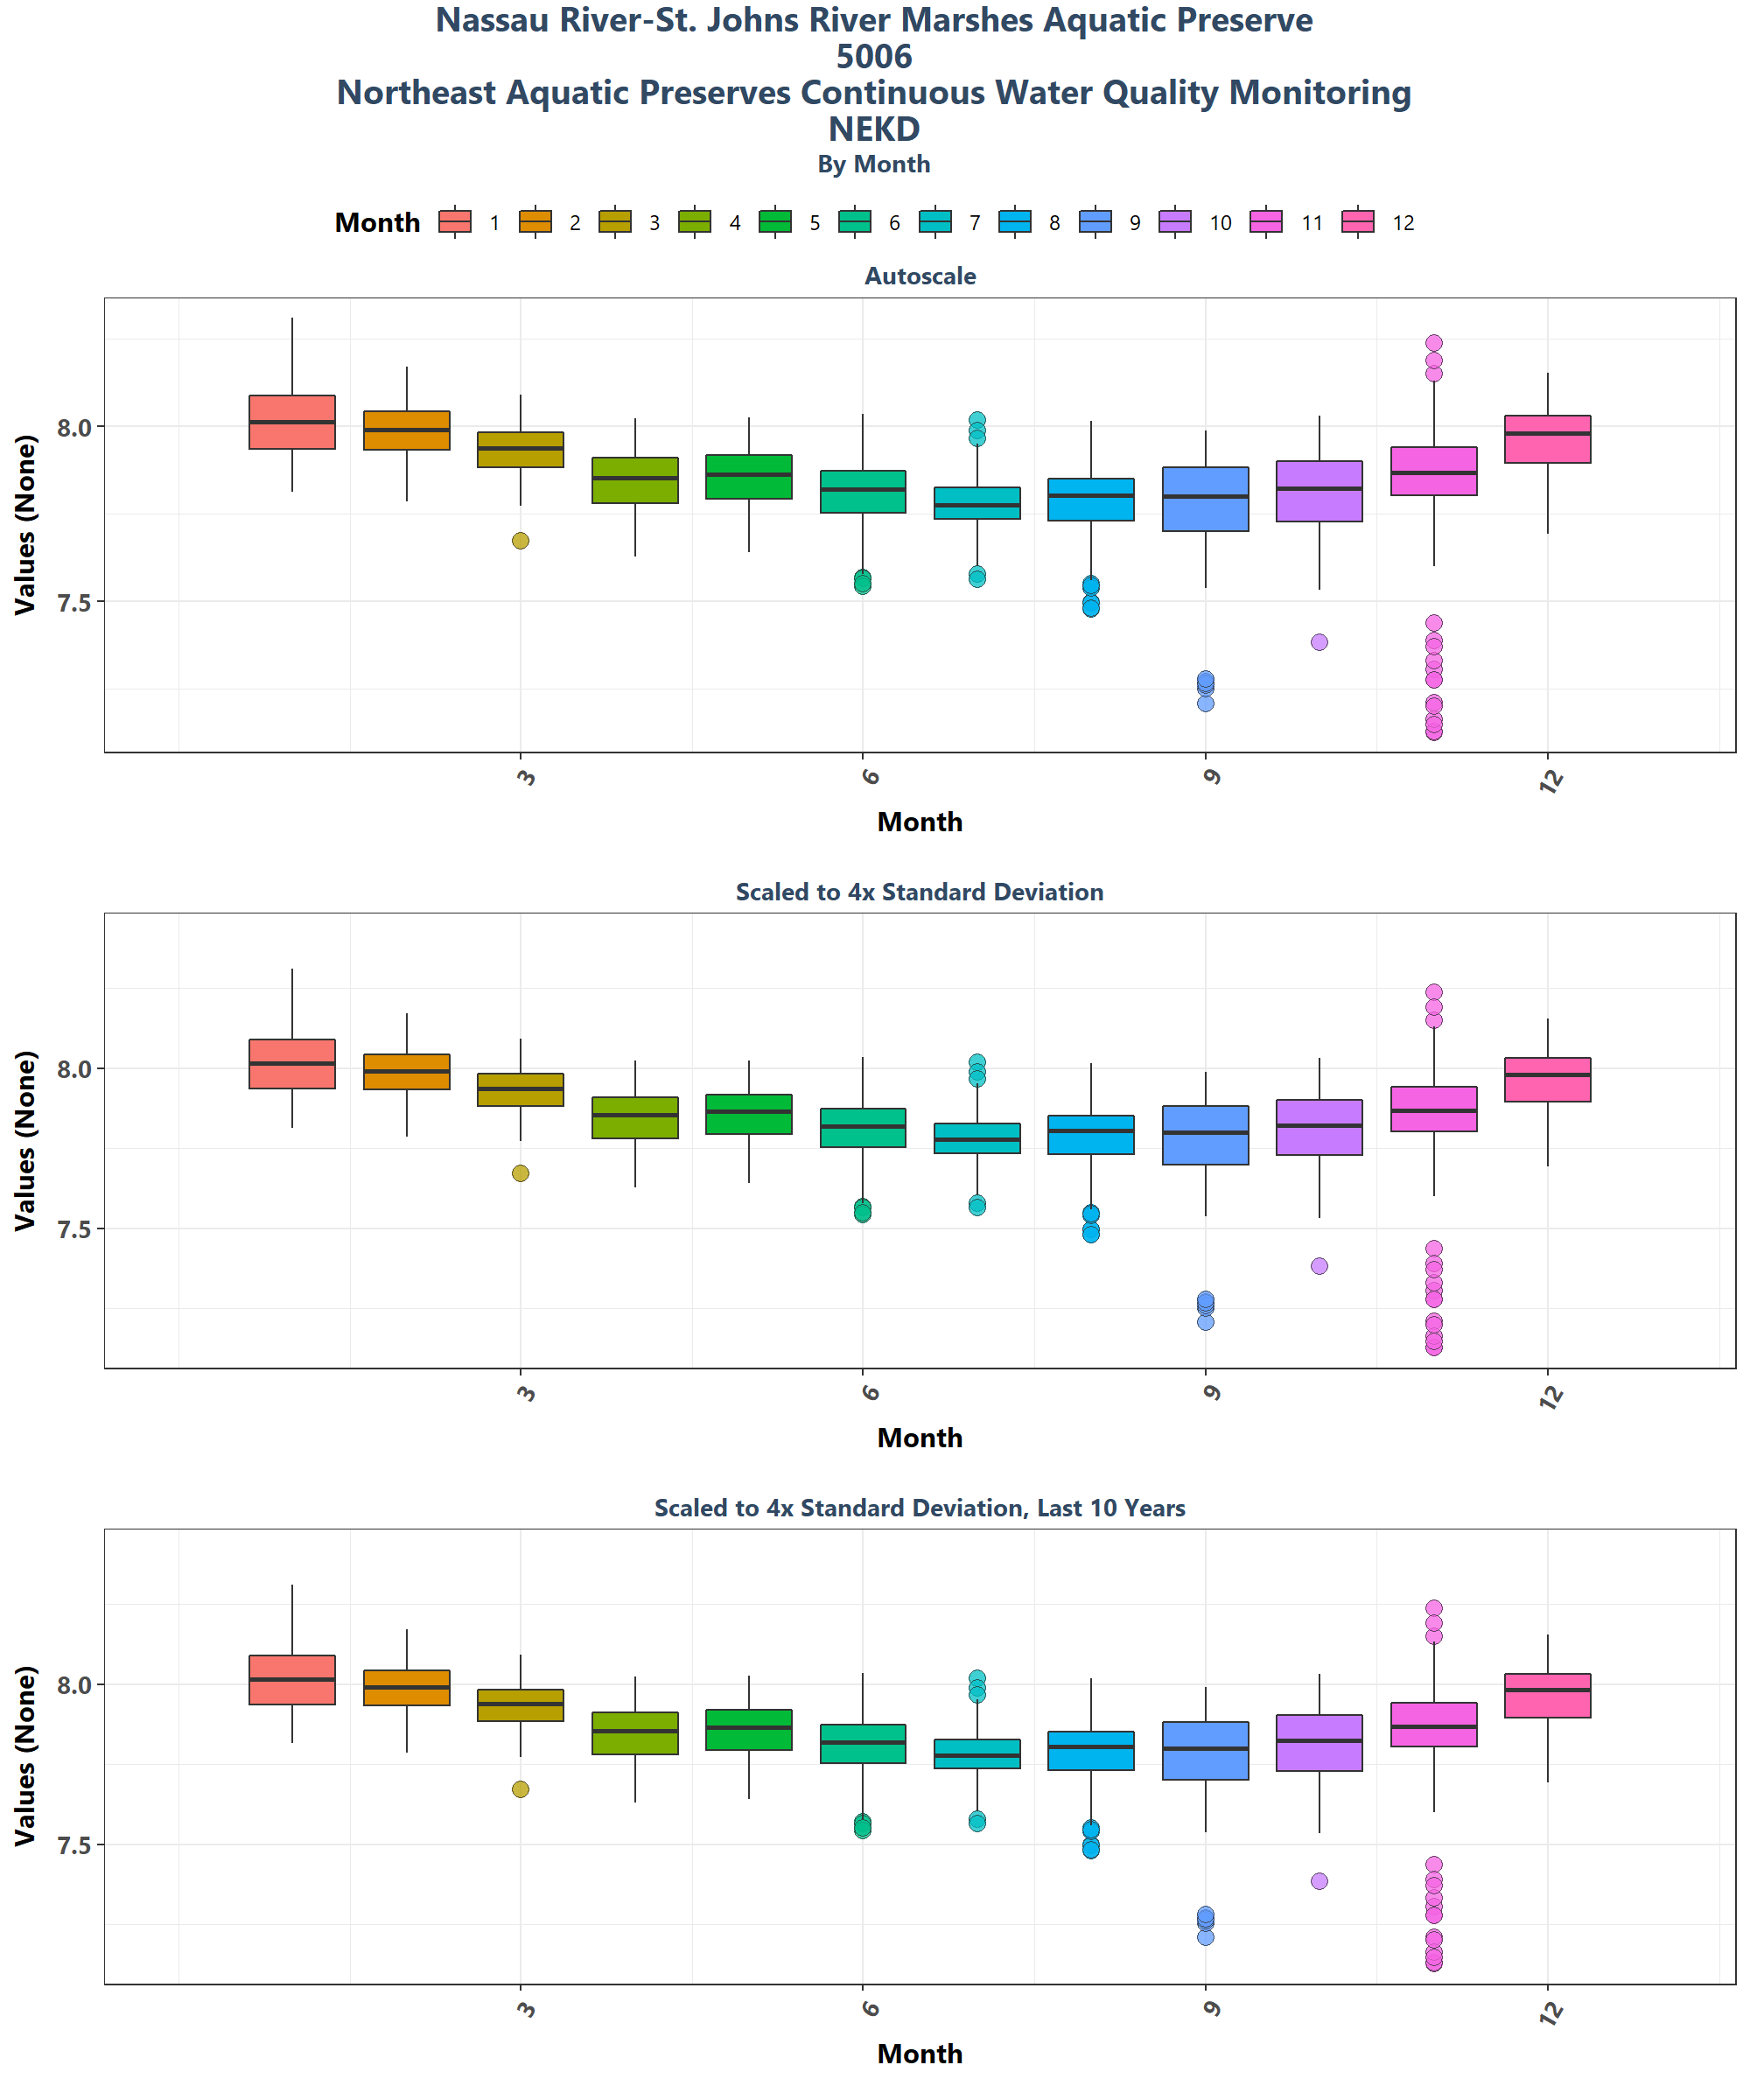 Nassau River-St. Johns River Marshes Aquatic Preserve
5006
Northeast Aquatic Preserves Continuous Water Quality Monitoring
NEKD
By Month
Month 1 2 3 4 5 6 7 8 9 10 11 12
Autoscale
Values (None)
8.0
7.5
3 6 9 12
Month
Scaled to 4x Standard Deviation
Values (None)
8.0
7.5
3 6 9 12
Month
Scaled to 4x Standard Deviation, Last 10 Years
Values (None)
8.0
7.5
3 6 9 12
Month